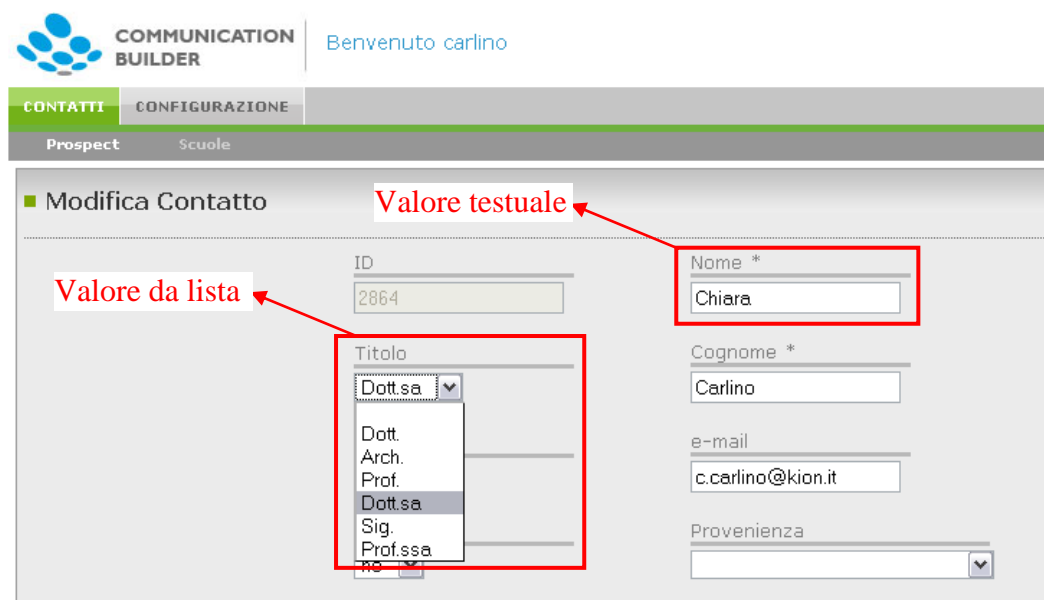 COMMUNICATION
BUILDER
Benvenuto carlino
CONTATTI
CONFIGURAZIONE
Prospect
Scuole
Modifica Contatto
Valore testuale
Valore da lista
ID
2864
Nome *
Chiara
Titolo
Dott.sa
Dott.
Arch.
Prof.
Dott.sa
Sig.
Prof.ssa
no
Cognome *
Carlino
e-mail
c.carlino@kion.it
Provenienza